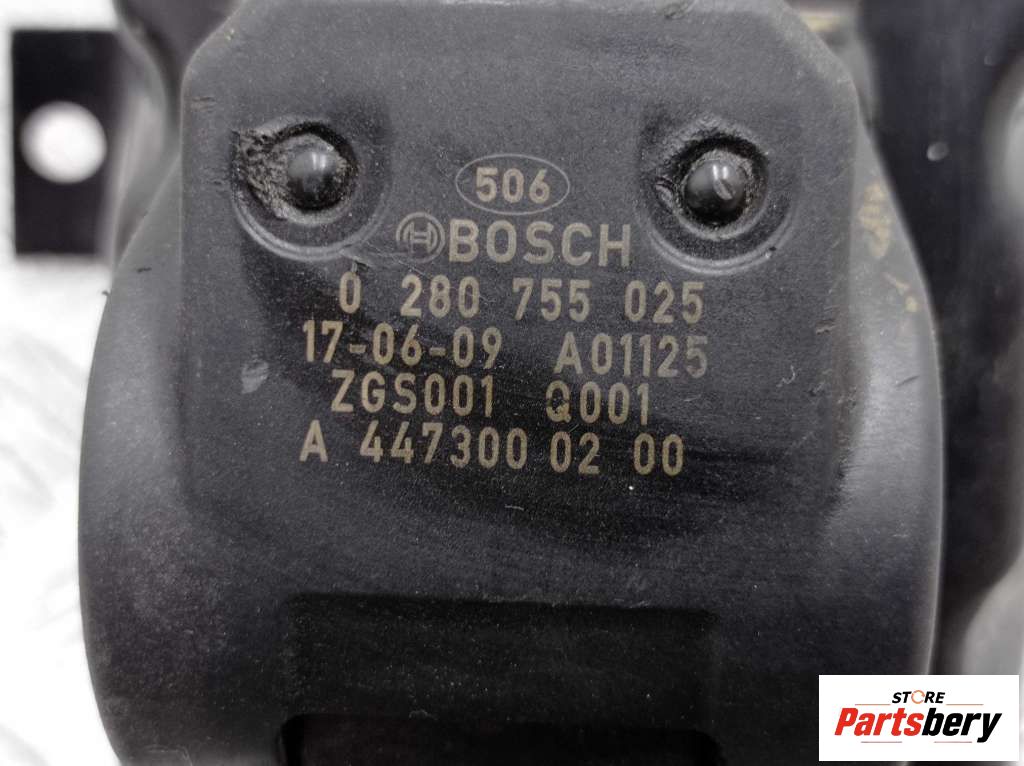 506
BOSCH
0 280 755 025
17-06-09 A01125
ZGS001 Q001
A 447300 02 00
STORE
Partsbery